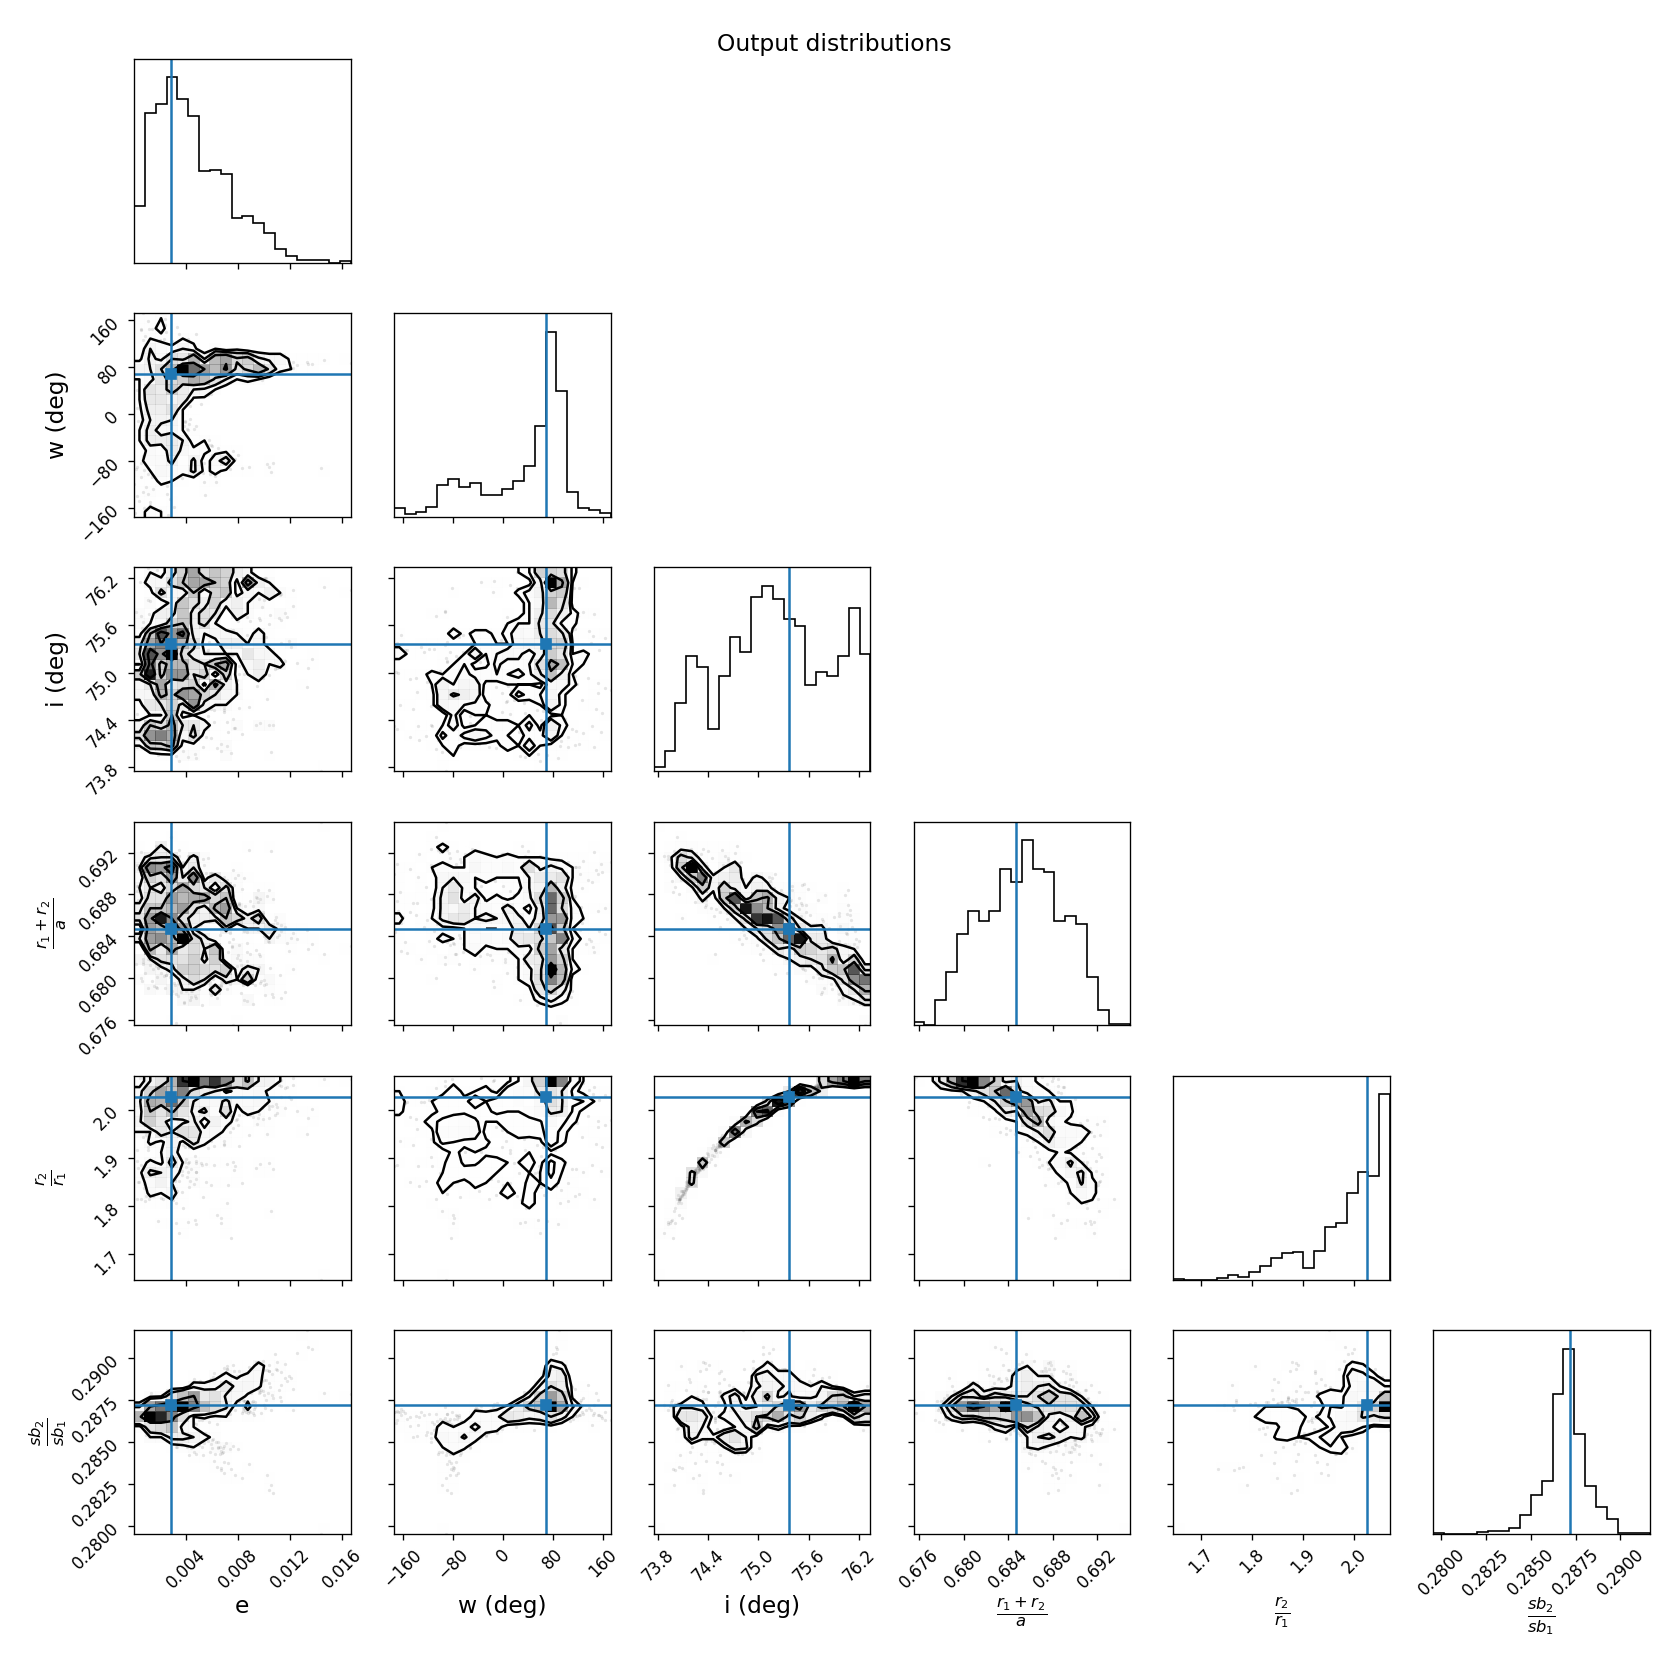 Output distributions
w (deg)
160
80
0
−80
−160
i (deg)
76.2
75.6
75.0
74.4
73.8
r₁ + r₂
a
0.692
0.688
0.684
0.680
0.676
r₂
r₁
2.0
1.9
1.8
1.7
sb₂
sb₁
0.2900
0.2875
0.2850
0.2825
0.2800
0.004 0.008 0.012 0.016 −160 −80 0 80 160 73.8 74.4 75.0 75.6 76.2 0.676 0.680 0.684 0.688 0.692 1.7 1.8 1.9 2.0 0.2800 0.2825 0.2850 0.2875 0.2900
e w (deg) i (deg) r₁ + r₂ r₂ sb₂
a r₁ sb₁